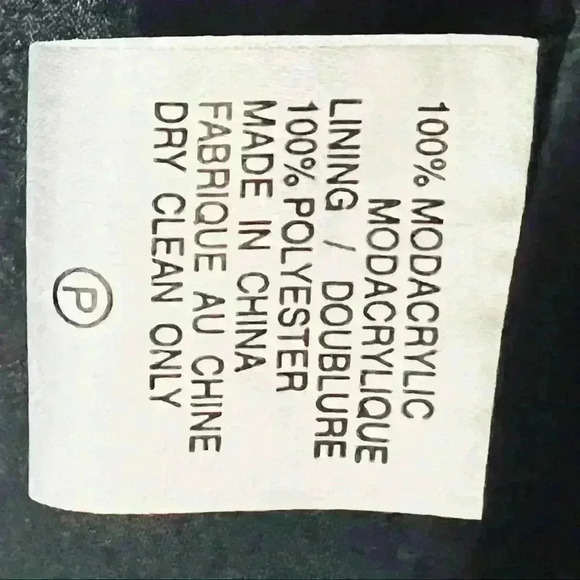 100% MODACRYLIC
MODACRYLIQUE
LINING / DOUBLURE
100% POLYESTER
MADE IN CHINA
FABRIQUE AU CHINE
DRY CLEAN ONLY
P